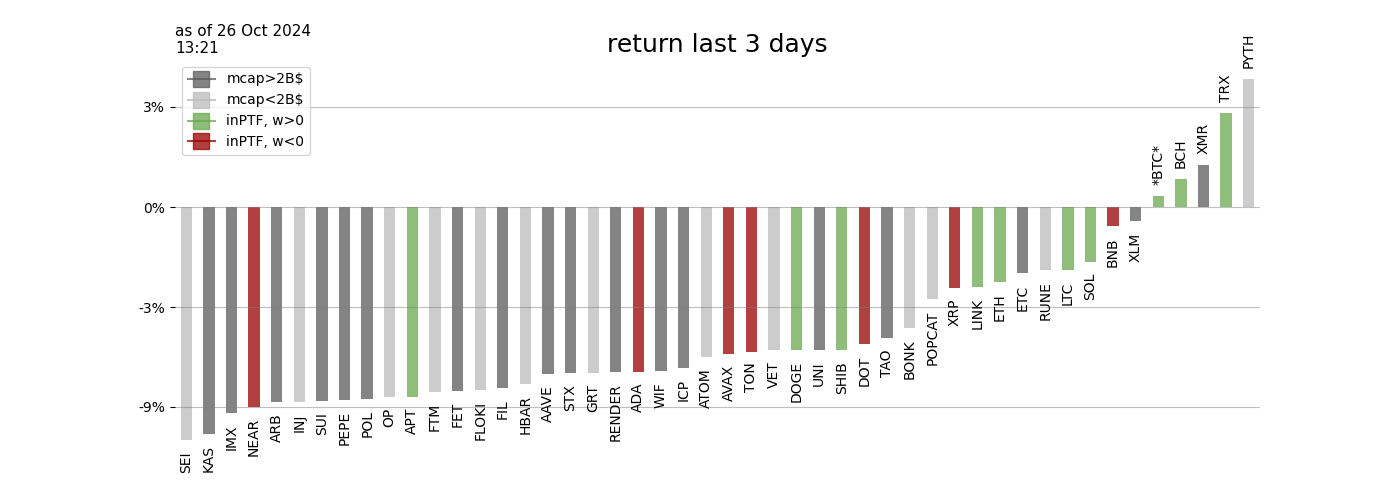 as of 26 Oct 2024
13:21
return last 3 days
mcap>2B$
mcap<2B$
inPTF, w>0
inPTF, w<0
3%
0%
-3%
-9%
SEI
KAS
IMX
NEAR
ARB
INJ
SUI
PEPE
POL
OP
APT
FTM
FET
FLOKI
FIL
HBAR
AAVE
STX
GRT
RENDER
ADA
WIF
ICP
ATOM
AVAX
TON
VET
DOGE
UNI
SHIB
DOT
TAO
BONK
POPCAT
XRP
LINK
ETH
ETC
RUNE
LTC
SOL
BNB
XLM
*BTC*
BCH
XMR
TRX
PYTH